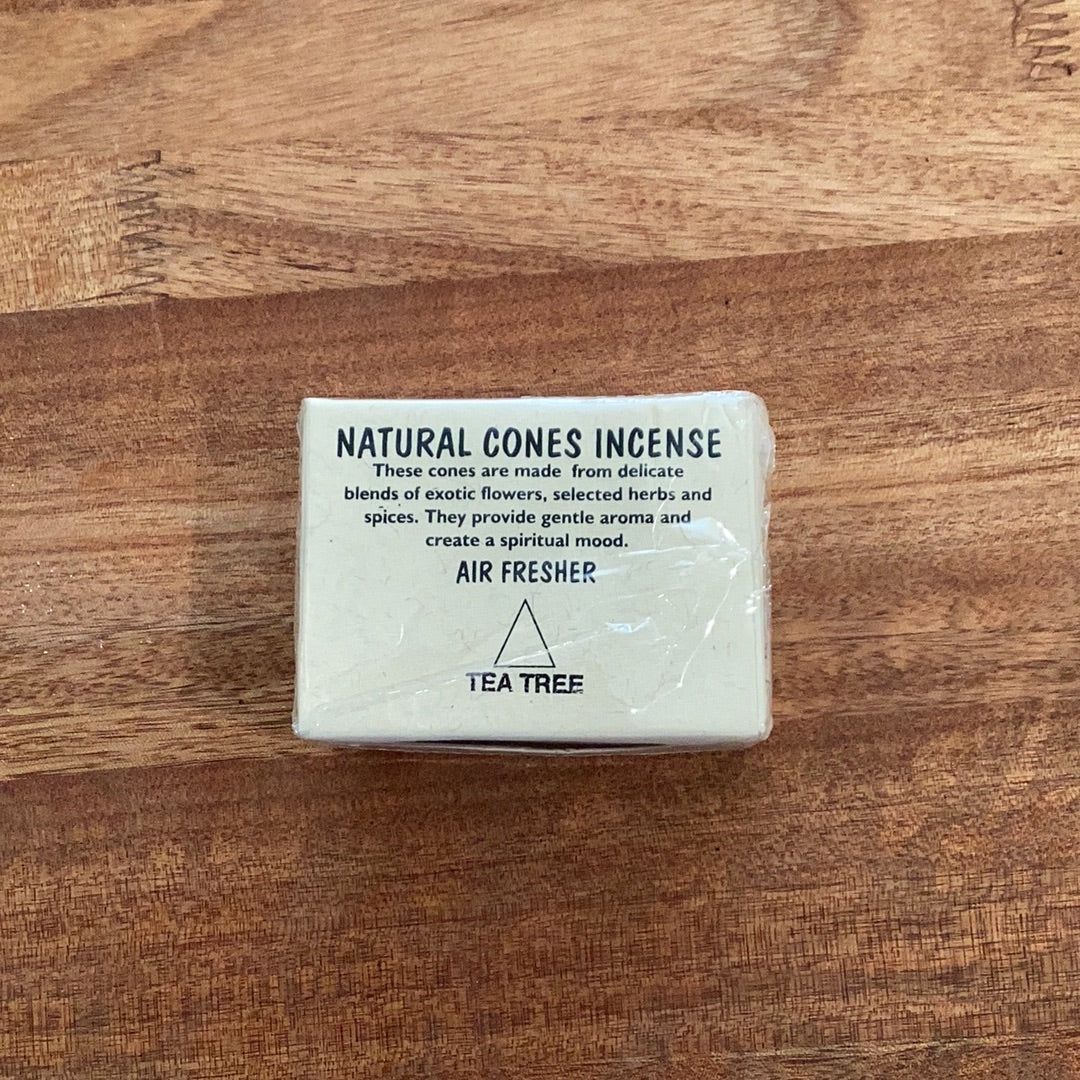 NATURAL CONES INCENSE
These cones are made from delicate
blends of exotic flowers, selected herbs and
spices. They provide gentle aroma and
create a spiritual mood.
AIR FRESHER
TEA TREE